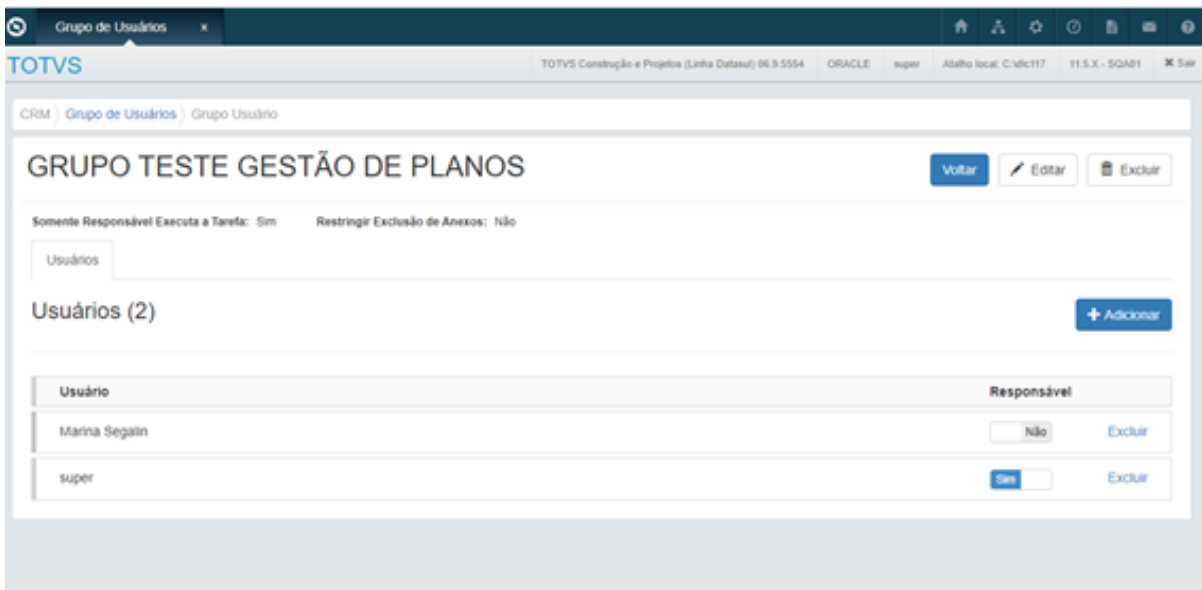 Grupo de Usuários x
TOTVS
TOTVS Construção e Projetos (Linha Datasul) 06.9.5554 ORACLE super Atalho local: C:\dlc117 11.5.X - SQA01 ✖ Sair
CRM Grupo de Usuários Grupo Usuário
GRUPO TESTE GESTÃO DE PLANOS
Voltar Editar Excluir
Somente Responsável Executa a Tarefa: Sim Restringir Exclusão de Anexos: Não
Usuários
Usuários (2)
+ Adicionar
Usuário Responsável
Marina Segalin Não Excluir
super Sim Excluir